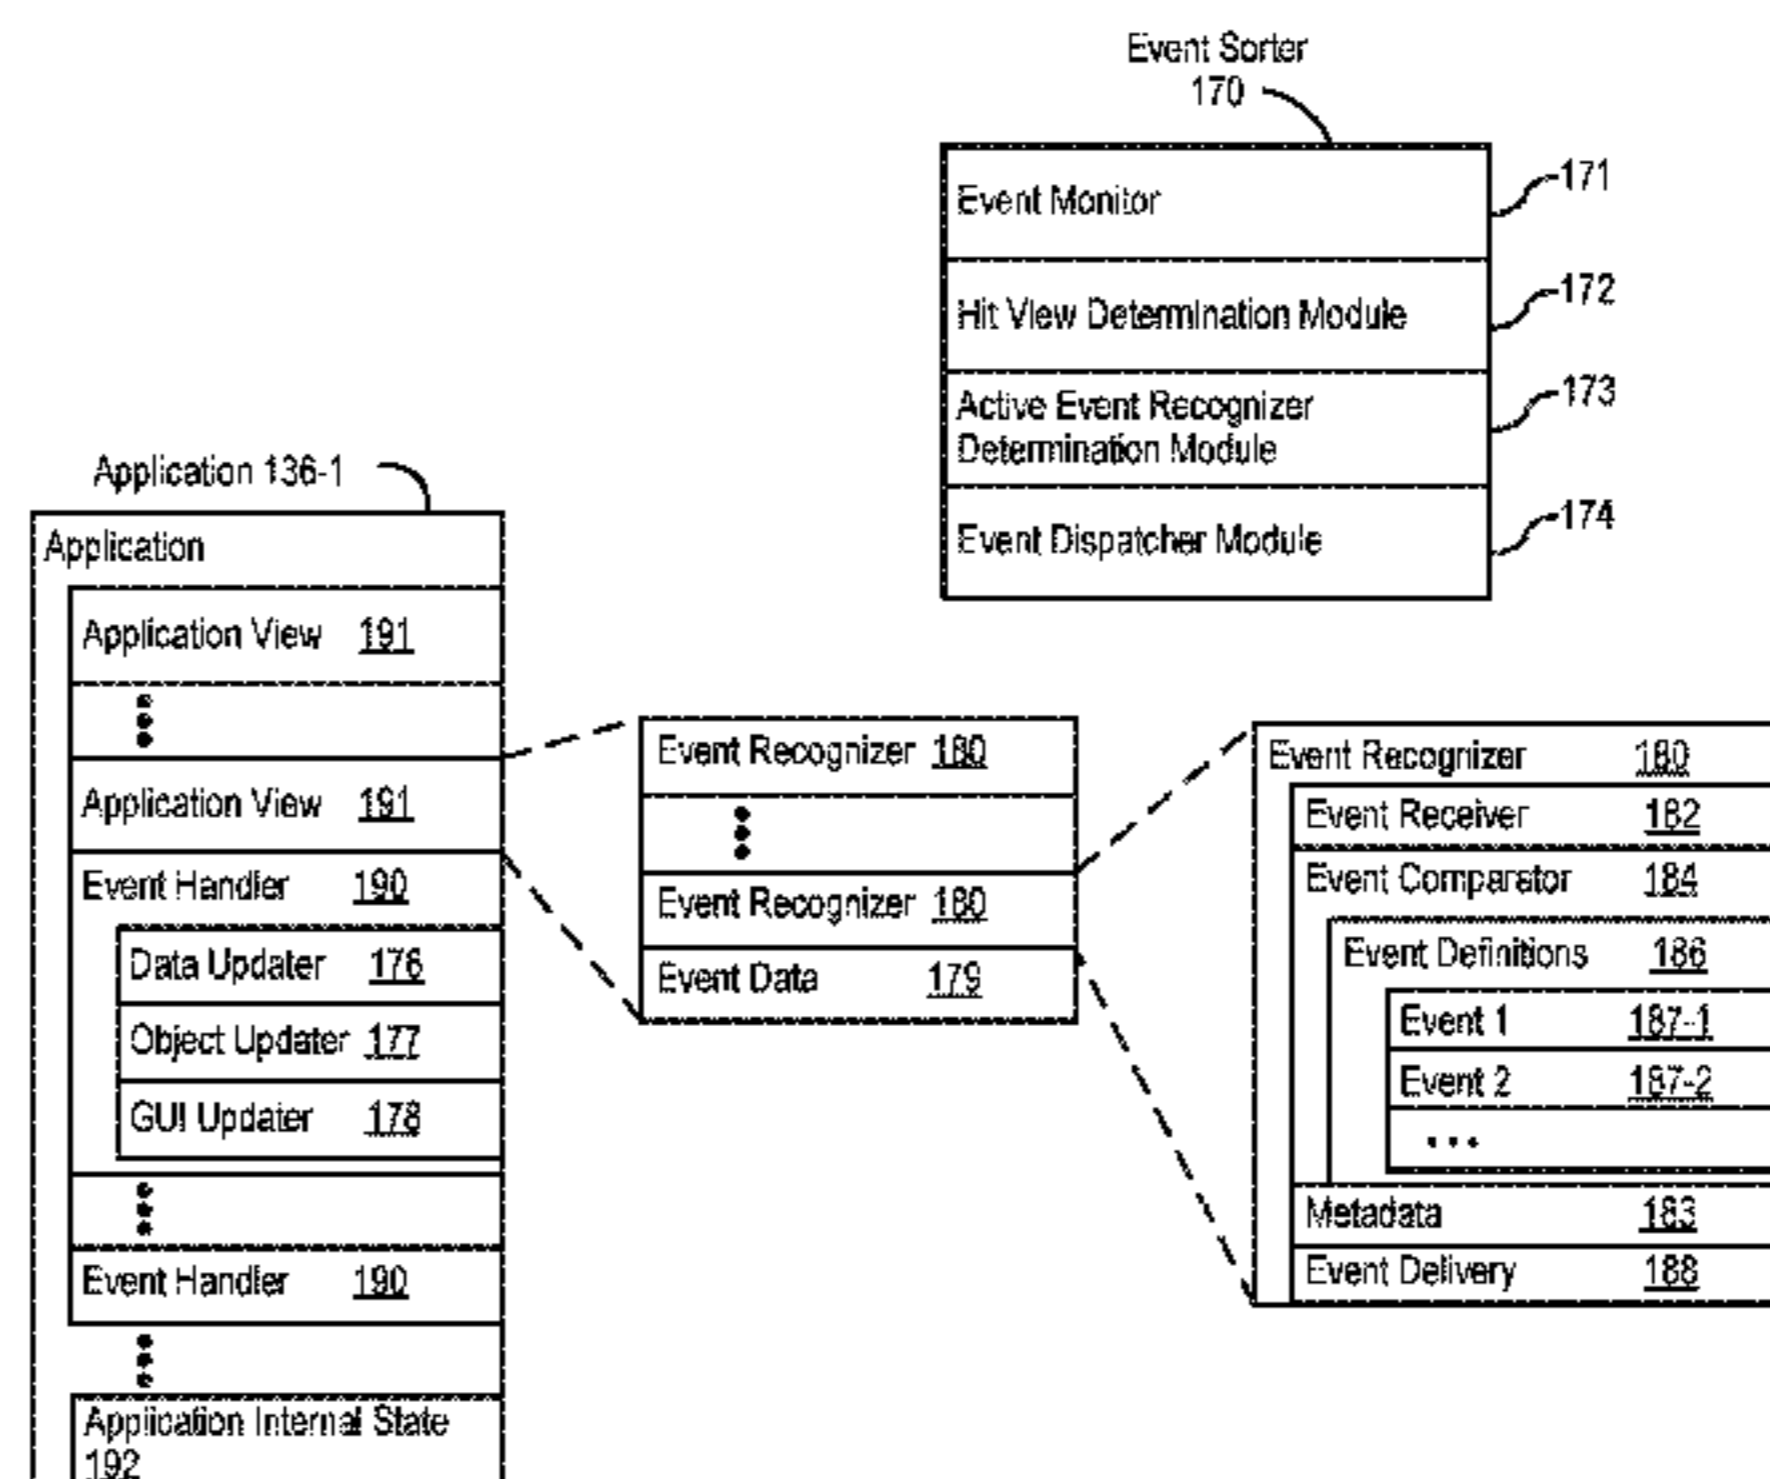 Event Sorter
170
Event Monitor
171
Hit View Determination Module
172
Active Event Recognizer
Determination Module
173
Event Dispatcher Module
174
Application 136-1
Application
Application View 191
Application View 191
Event Handler 190
Data Updater 176
Object Updater 177
GUI Updater 178
Event Handler 190
Application Internal State
192
Event Recognizer 180
Event Recognizer 180
Event Data 179
Event Recognizer 180
Event Receiver 182
Event Comparator 184
Event Definitions 186
Event 1 187-1
Event 2 187-2
...
Metadata 183
Event Delivery 188